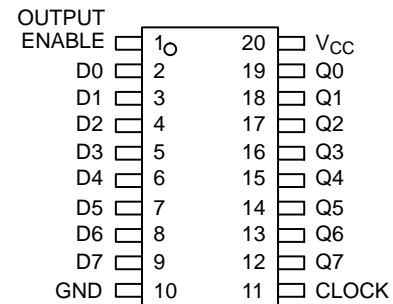 OUTPUT
ENABLE 1 20 VCC
D0 2 19 Q0
D1 3 18 Q1
D2 4 17 Q2
D3 5 16 Q3
D4 6 15 Q4
D5 7 14 Q5
D6 8 13 Q6
D7 9 12 Q7
GND 10 11 CLOCK